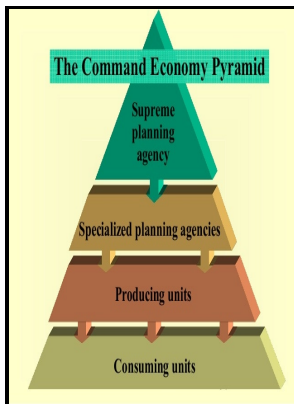 The Command Economy Pyramid
Supreme
planning
agency
Specialized planning agencies
Producing units
Consuming units